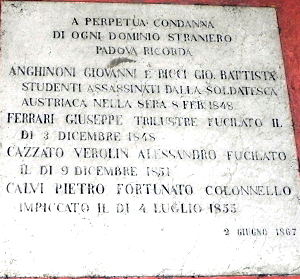 A PERPETUA CONDANNA
DI OGNI DOMINIO STRANIERO
PADOVA RICORDA
ANGHINONI GIOVANNI E RICCI GIO. BATTISTA
STUDENTI ASSASSINATI DALLA SOLDATESCA
AUSTRIACA NELLA SERA 8 FEB. 1848
FERRARI GIUSEPPE TRILUSTRE FUCILATO IL
DI 3 DICEMBRE 1848
CAZZATO VEROLIN ALESSANDRO FUCILATO
IL DI 9 DICEMBRE 1851
CALVI PIETRO FORTUNATO COLONNELLO
IMPICCATO IL DI 4 LUGLIO 1855
2 GIUGNO 1867